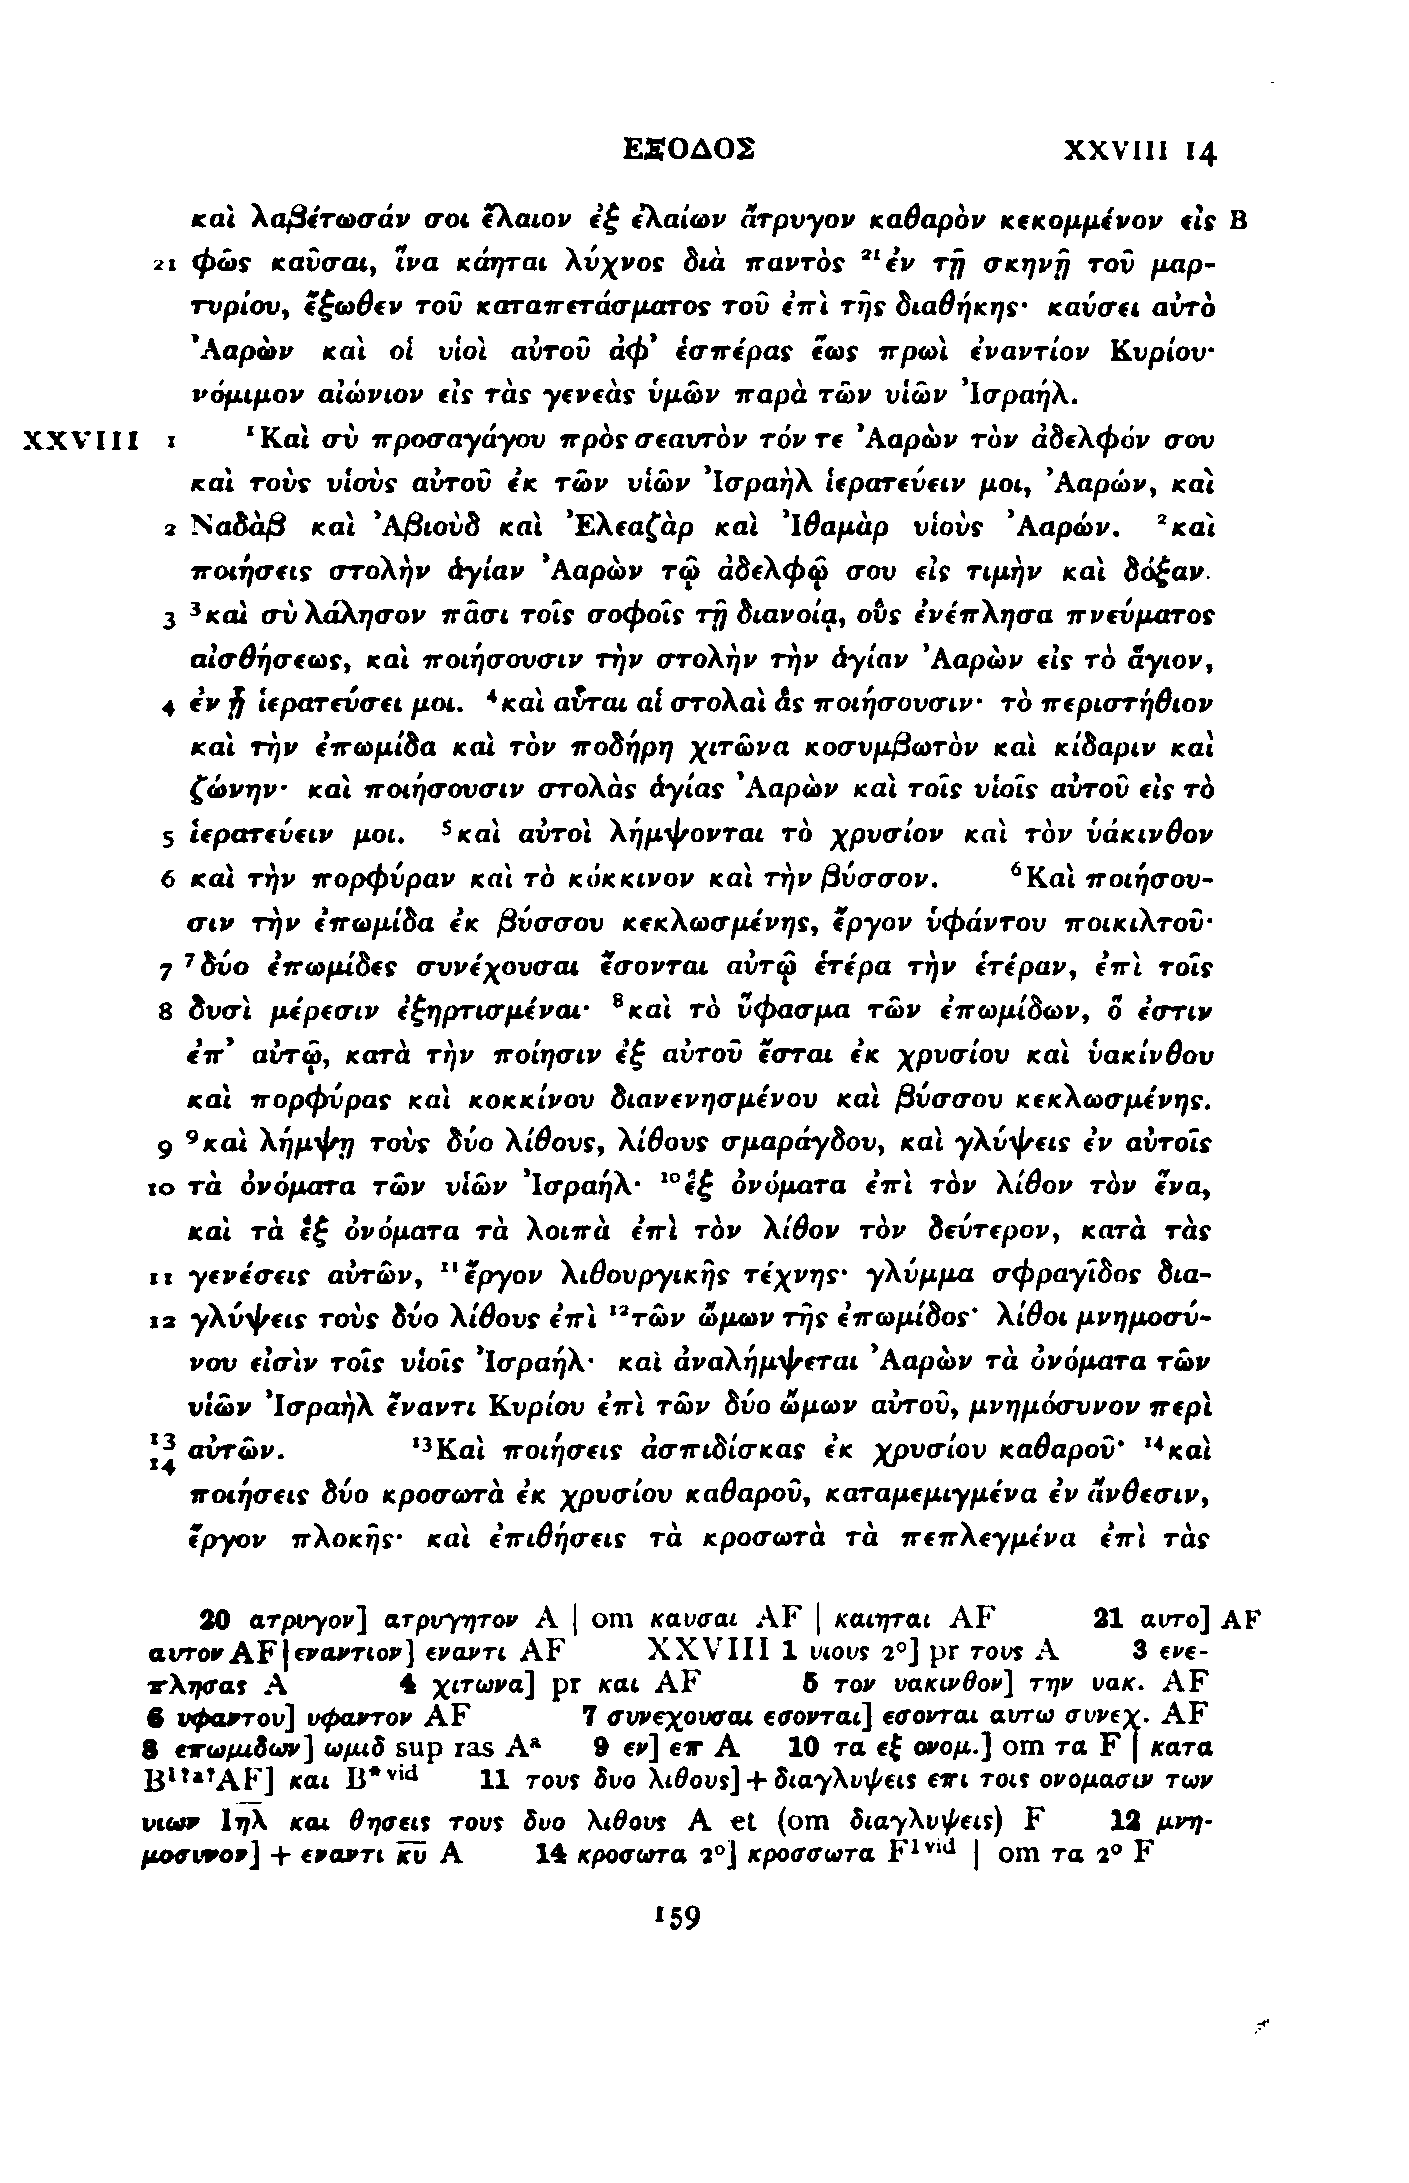 ΕΞΟΔΟΣ XXVIII 14
καὶ λαβέτωσάν σοι ἔλαιον ἐξ ἐλαίων ἄτρυγον καθαρὸν κεκομμένον εἰς B
21 φῶς καῦσαι, ἵνα κάηται λύχνος διὰ παντὸς ²¹ἐν τῇ σκηνῇ τοῦ μαρ-
τυρίου, ἔξωθεν τοῦ καταπετάσματος τοῦ ἐπὶ τῆς διαθήκης· καύσει αὐτὸ
Ἀαρὼν καὶ οἱ υἱοὶ αὐτοῦ ἀφ’ ἑσπέρας ἕως πρωὶ ἐναντίον Κυρίου·
νόμιμον αἰώνιον εἰς τὰς γενεὰς ὑμῶν παρὰ τῶν υἱῶν Ἰσραήλ.
XXVIII 1 ¹Καὶ σὺ προσαγάγου πρὸς σεαυτὸν τόν τε Ἀαρὼν τὸν ἀδελφόν σου
καὶ τοὺς υἱοὺς αὐτοῦ ἐκ τῶν υἱῶν Ἰσραὴλ ἱερατεύειν μοι, Ἀαρών, καὶ
2 Ναδὰβ καὶ Ἀβιοὺδ καὶ Ἐλεαζὰρ καὶ Ἰθαμὰρ υἱοὺς Ἀαρών. ²καὶ
ποιήσεις στολὴν ἁγίαν Ἀαρὼν τῷ ἀδελφῷ σου εἰς τιμὴν καὶ δόξαν.
3 ³καὶ σὺ λάλησον πᾶσι τοῖς σοφοῖς τῇ διανοίᾳ, οὓς ἐνέπλησα πνεύματος
αἰσθήσεως, καὶ ποιήσουσιν τὴν στολὴν τὴν ἁγίαν Ἀαρὼν εἰς τὸ ἅγιον,
4 ἐν ᾗ ἱερατεύσει μοι. ⁴καὶ αὗται αἱ στολαὶ ἃς ποιήσουσιν· τὸ περιστήθιον
καὶ τὴν ἐπωμίδα καὶ τὸν ποδήρη χιτῶνα κοσυμβωτὸν καὶ κίδαριν καὶ
ζώνην· καὶ ποιήσουσιν στολὰς ἁγίας Ἀαρὼν καὶ τοῖς υἱοῖς αὐτοῦ εἰς τὸ
5 ἱερατεύειν μοι. ⁵καὶ αὐτοὶ λήμψονται τὸ χρυσίον καὶ τὸν ὑάκινθον
6 καὶ τὴν πορφύραν καὶ τὸ κόκκινον καὶ τὴν βύσσον. ⁶Καὶ ποιήσου-
σιν τὴν ἐπωμίδα ἐκ βύσσου κεκλωσμένης, ἔργον ὑφάντου ποικιλτοῦ·
7 ⁷δύο ἐπωμίδες συνέχουσαι ἔσονται αὐτῷ ἑτέρα τὴν ἑτέραν, ἐπὶ τοῖς
8 δυσὶ μέρεσιν ἐξηρτισμέναι· ⁸καὶ τὸ ὕφασμα τῶν ἐπωμίδων, ὅ ἐστιν
ἐπ’ αὐτῷ, κατὰ τὴν ποίησιν ἐξ αὐτοῦ ἔσται ἐκ χρυσίου καὶ ὑακίνθου
καὶ πορφύρας καὶ κοκκίνου διανενησμένου καὶ βύσσου κεκλωσμένης.
9 ⁹καὶ λήμψῃ τοὺς δύο λίθους, λίθους σμαράγδου, καὶ γλύψεις ἐν αὐτοῖς
10 τὰ ὀνόματα τῶν υἱῶν Ἰσραήλ· ¹⁰ἓξ ὀνόματα ἐπὶ τὸν λίθον τὸν ἕνα,
καὶ τὰ ἓξ ὀνόματα τὰ λοιπὰ ἐπὶ τὸν λίθον τὸν δεύτερον, κατὰ τὰς
11 γενέσεις αὐτῶν, ¹¹ἔργον λιθουργικῆς τέχνης· γλύμμα σφραγῖδος δια-
12 γλύψεις τοὺς δύο λίθους ἐπὶ ¹²τῶν ὤμων τῆς ἐπωμίδος· λίθοι μνημοσύ-
νου εἰσὶν τοῖς υἱοῖς Ἰσραήλ· καὶ ἀναλήμψεται Ἀαρὼν τὰ ὀνόματα τῶν
υἱῶν Ἰσραὴλ ἔναντι Κυρίου ἐπὶ τῶν δύο ὤμων αὐτοῦ, μνημόσυνον περὶ
13 14 αὐτῶν. ¹³Καὶ ποιήσεις ἀσπιδίσκας ἐκ χρυσίου καθαροῦ· ¹⁴καὶ
ποιήσεις δύο κροσωτὰ ἐκ χρυσίου καθαροῦ, καταμεμιγμένα ἐν ἄνθεσιν,
ἔργον πλοκῆς· καὶ ἐπιθήσεις τὰ κροσωτὰ τὰ πεπλεγμένα ἐπὶ τὰς
20 ατρυγον] ατρυγητον A | om καυσαι AF | καιηται AF 21 αυτο] AF
αυτον AF | εναντιον] εναντι AF XXVIII 1 υιους 2º] pr τους A 3 ενε-
πλησας A 4 χιτωνα] pr και AF 5 τον υακινθον] την υακ. AF
6 υφαντου] υφαντον AF 7 συνεχουσαι εσονται] εσονται αυτω συνεχ. AF
8 επωμιδων] ωμιδ sup ras Aᵃ 9 εν] επ A 10 τα εξ ονομ.] om τα F | κατα
B¹ᵗᵃᵗAF] και B*ᵛⁱᵈ 11 τους δυο λιθους] + διαγλυψεις επι τοις ονομασιν των
υιων Ιη̅λ̅ και θησεις τους δυο λιθους A et (om διαγλυψεις) F 12 μνη-
μοσυνον] + εναντι κ̅υ̅ A 14 κροσωτα 2º] κροσσωτα F¹ᵛⁱᵈ | om τα 2º F
159